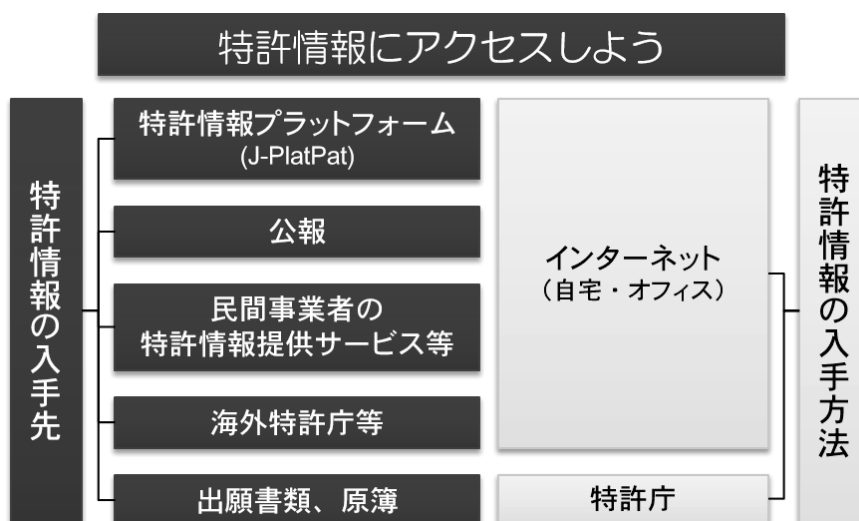 特許情報にアクセスしよう
特許情報の入手先
特許情報プラットフォーム
(J-PlatPat)
公報
民間事業者の
特許情報提供サービス等
海外特許庁等
出願書類、原簿
インターネット
（自宅・オフィス）
特許庁
特許情報の入手方法